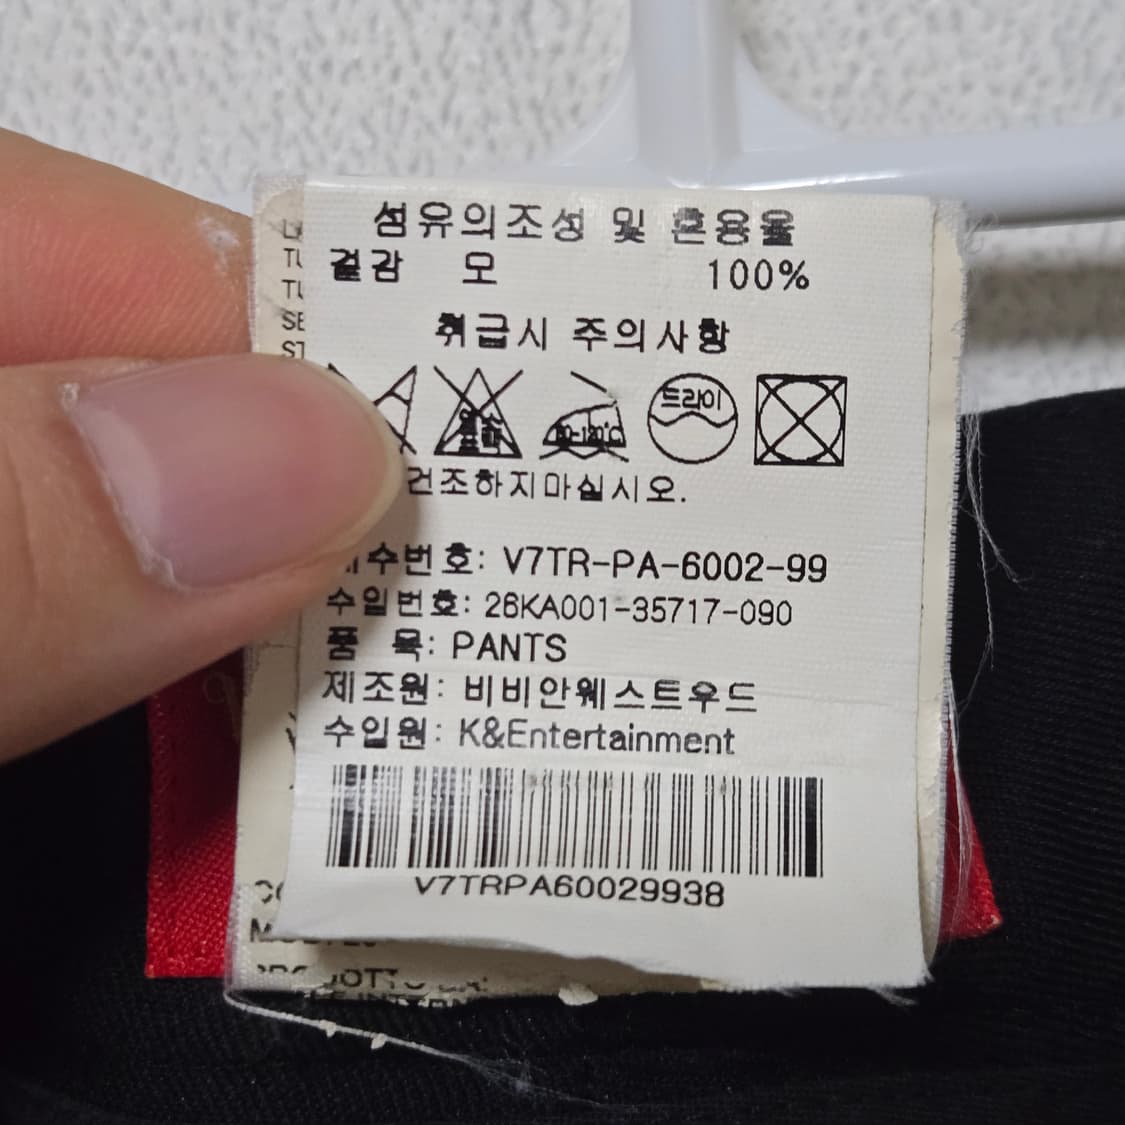 섬유의조성 및 혼용율
겉감 모 100%
취급시 주의사항
드라이
80-120℃
건조하지마십시오.
수번호: V7TR-PA-6002-99
수입번호: 26KA001-35717-090
품 목: PANTS
제조원: 비비안웨스트우드
수입원: K&Entertainment
V7TRPA60029938